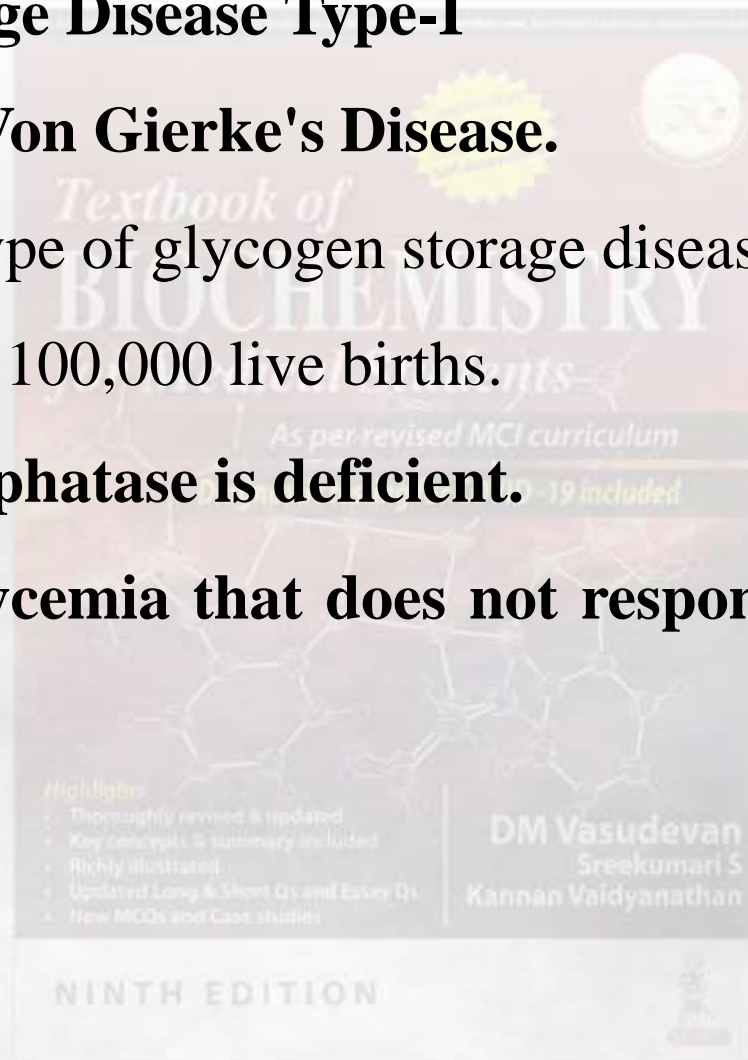 ge Disease Type-I
Von Gierke's Disease.
Textbook of
ype of glycogen storage diseas
BIOCHEMISTRY
100,000 live births.
nts
As per revised MCI curriculum
phatase is deficient.
-19 included
ycemia that does not respon
Highlights
• Thoroughly revised & updated
• Key concepts & summary included
• Richly illustrated
• Updated Long & Short Qs and Essay Qs
• New MCQs and Case studies
DM Vasudevan
Sreekumari S
Kannan Vaidyanathan
NINTH EDITION